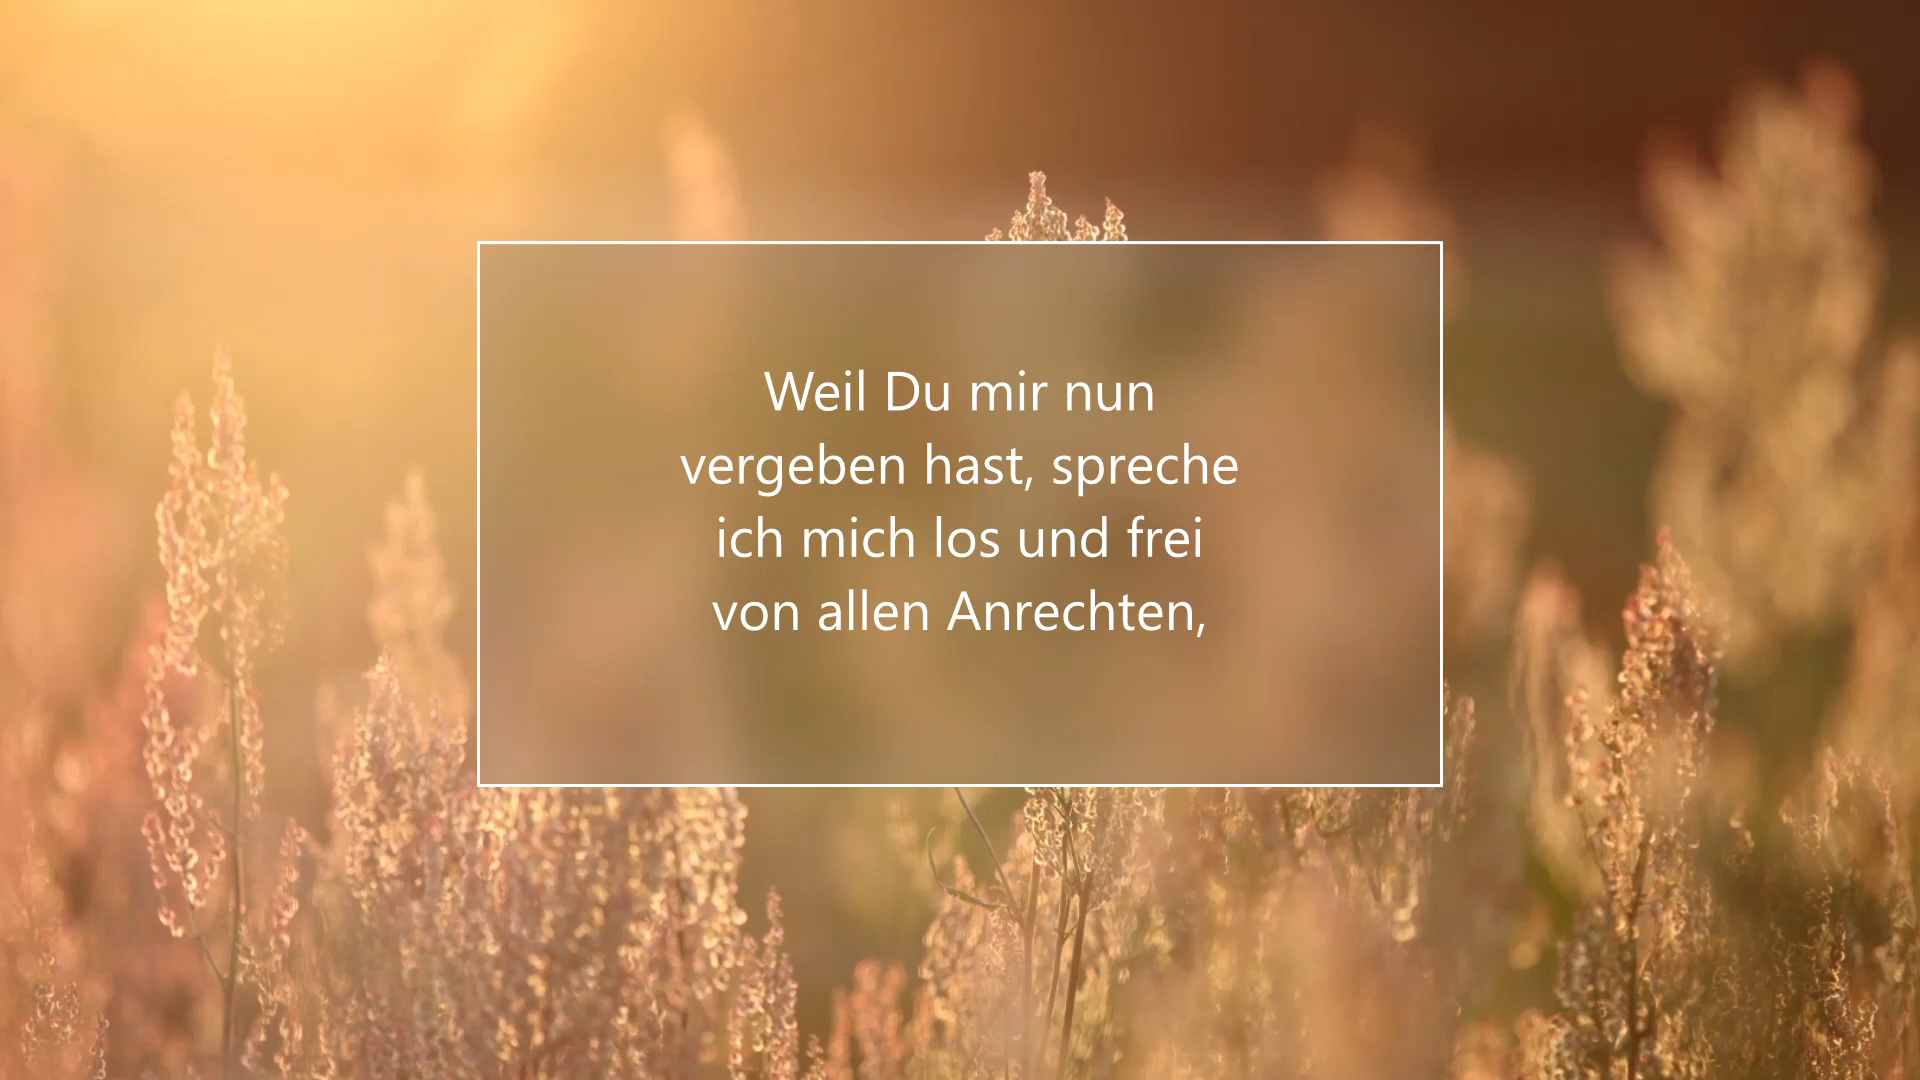 Weil Du mir nun
vergeben hast, spreche
ich mich los und frei
von allen Anrechten,